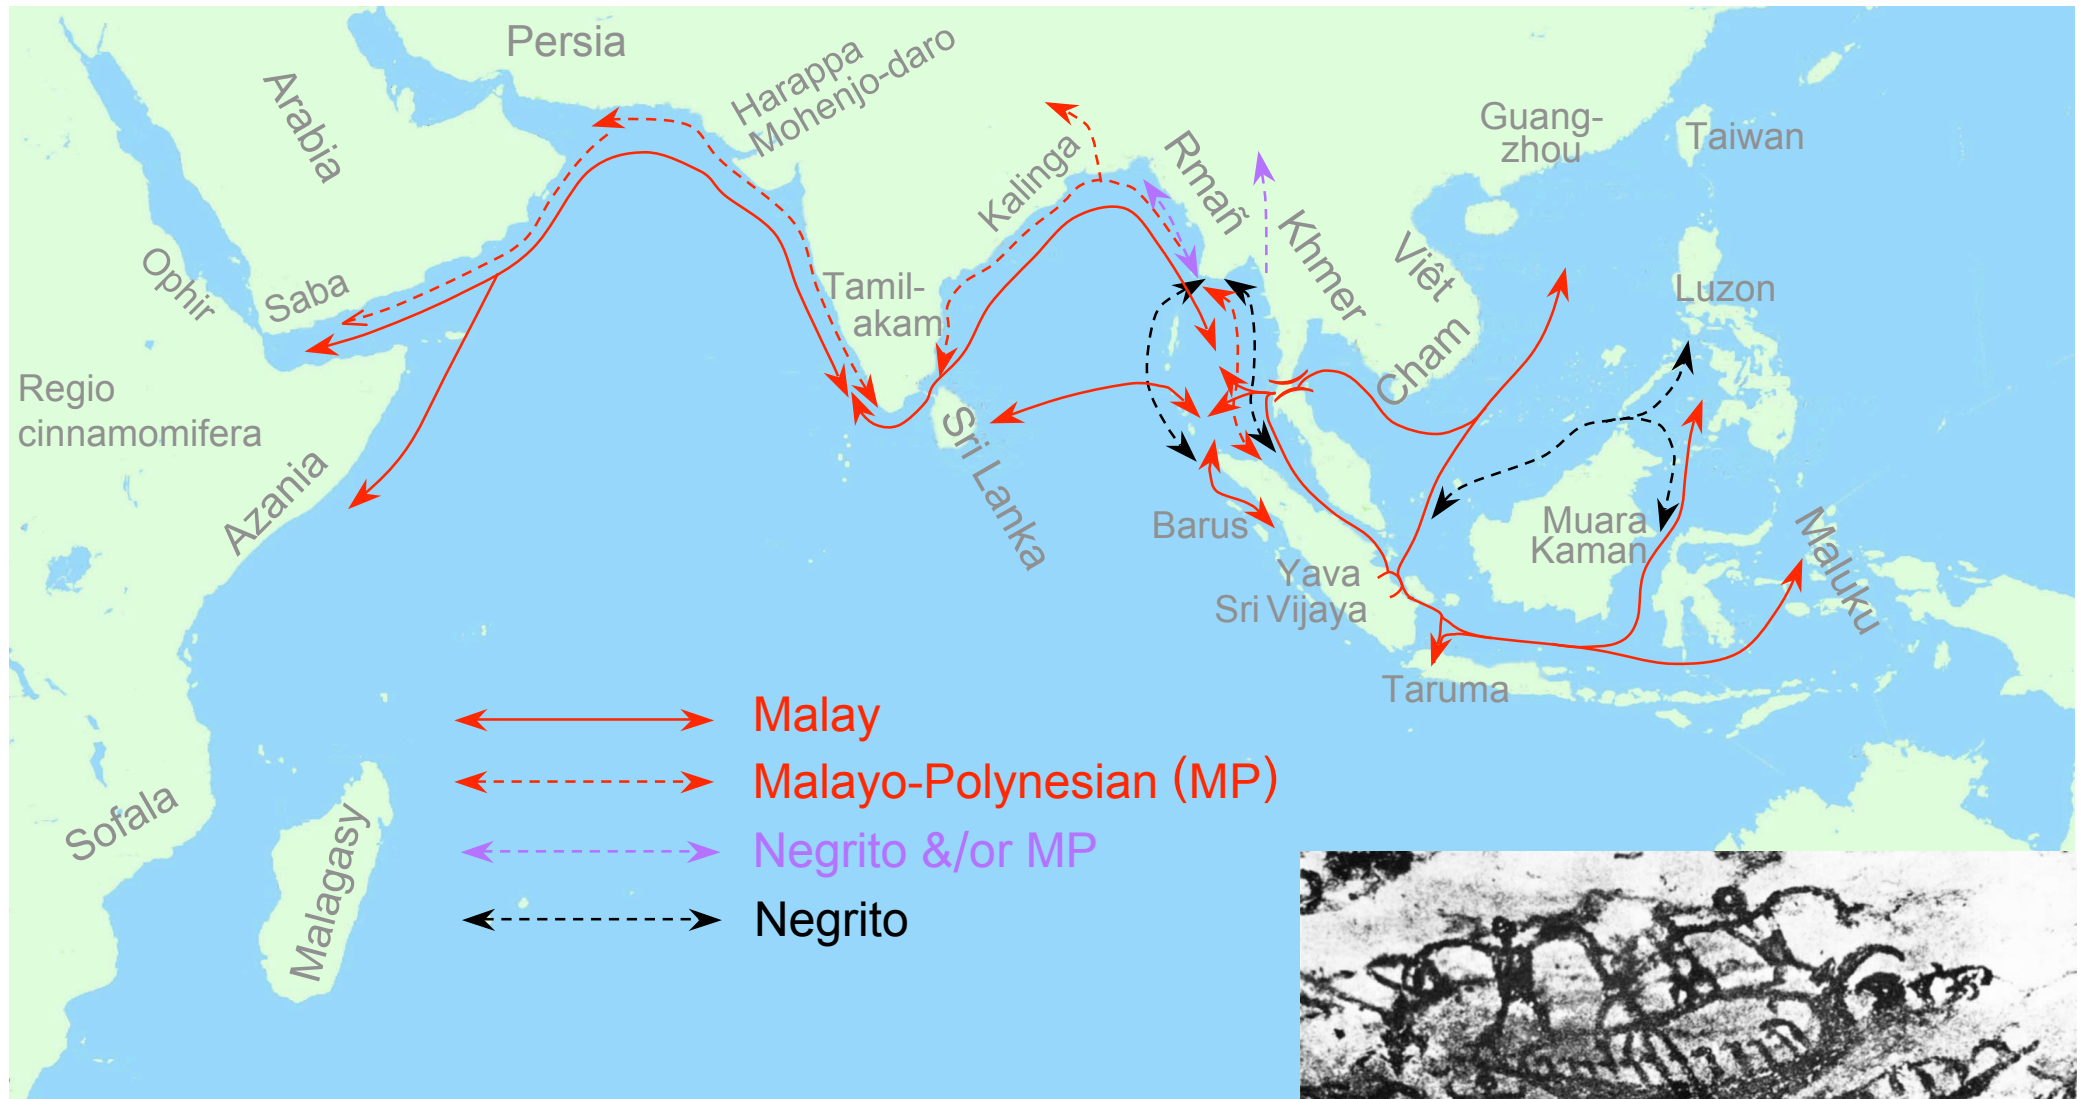 Persia
Harappa
Mohenjo-daro
Arabia
Guang-
zhou
Taiwan
Kalinga
Rmañ
Khmer
Viêt
Ophir
Saba
Tamil-
akam
Luzon
Cham
Regio
cinnamomifera
Azania
Sri Lanka
Barus
Muara
Kaman
Maluku
Yava
Sri Vijaya
Taruma
Malay
Malayo-Polynesian (MP)
Negrito &/or MP
Negrito
Sofala
Malagasy